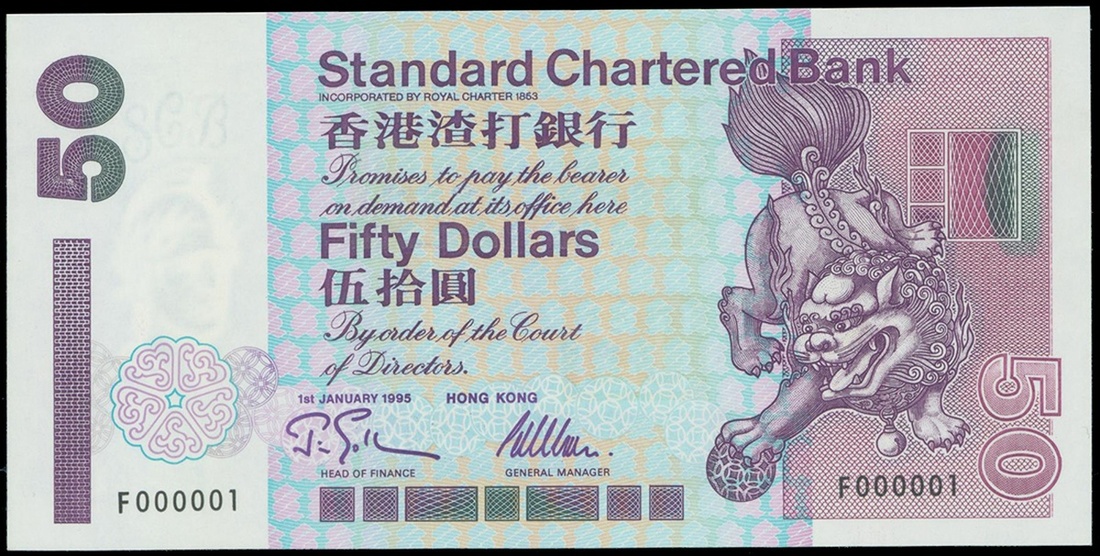 50
Standard Chartered Bank
INCORPORATED BY ROYAL CHARTER 1853
香港渣打銀行
Promises to pay the bearer
on demand at its office here
Fifty Dollars
伍拾圓
By order of the Court
of Directors.
1st JANUARY 1995 HONG KONG
HEAD OF FINANCE GENERAL MANAGER
F000001
F000001
50
SCB